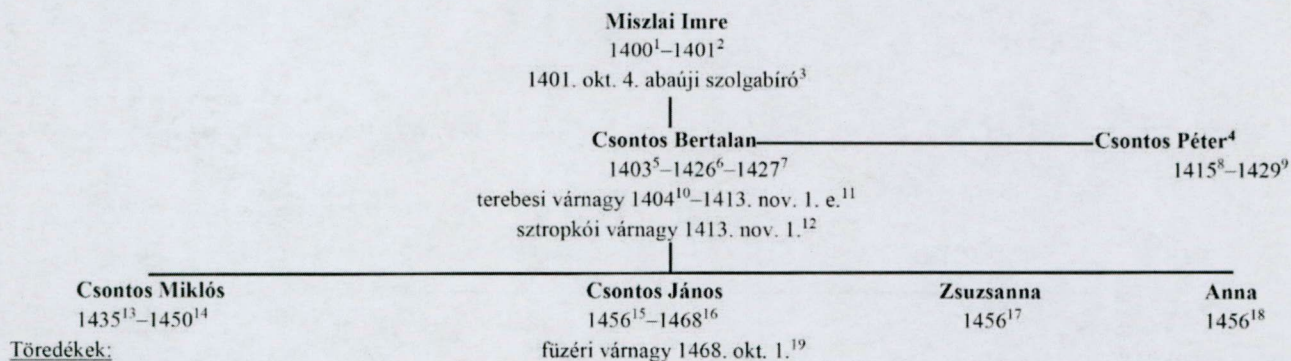 Miszlai Imre
1400¹–1401²
1401. okt. 4. abaúji szolgabíró³
Csontos Bertalan Csontos Péter⁴
1403⁵–1426⁶–1427⁷ 1415⁸–1429⁹
terebesi várnagy 1404¹⁰–1413. nov. 1. e.¹¹
sztropkói várnagy 1413. nov. 1.¹²
Csontos Miklós Csontos János Zsuzsanna Anna
1435¹³–1450¹⁴ 1456¹⁵–1468¹⁶ 1456¹⁷ 1456¹⁸
Töredékek: füzéri várnagy 1468. okt. 1.¹⁹